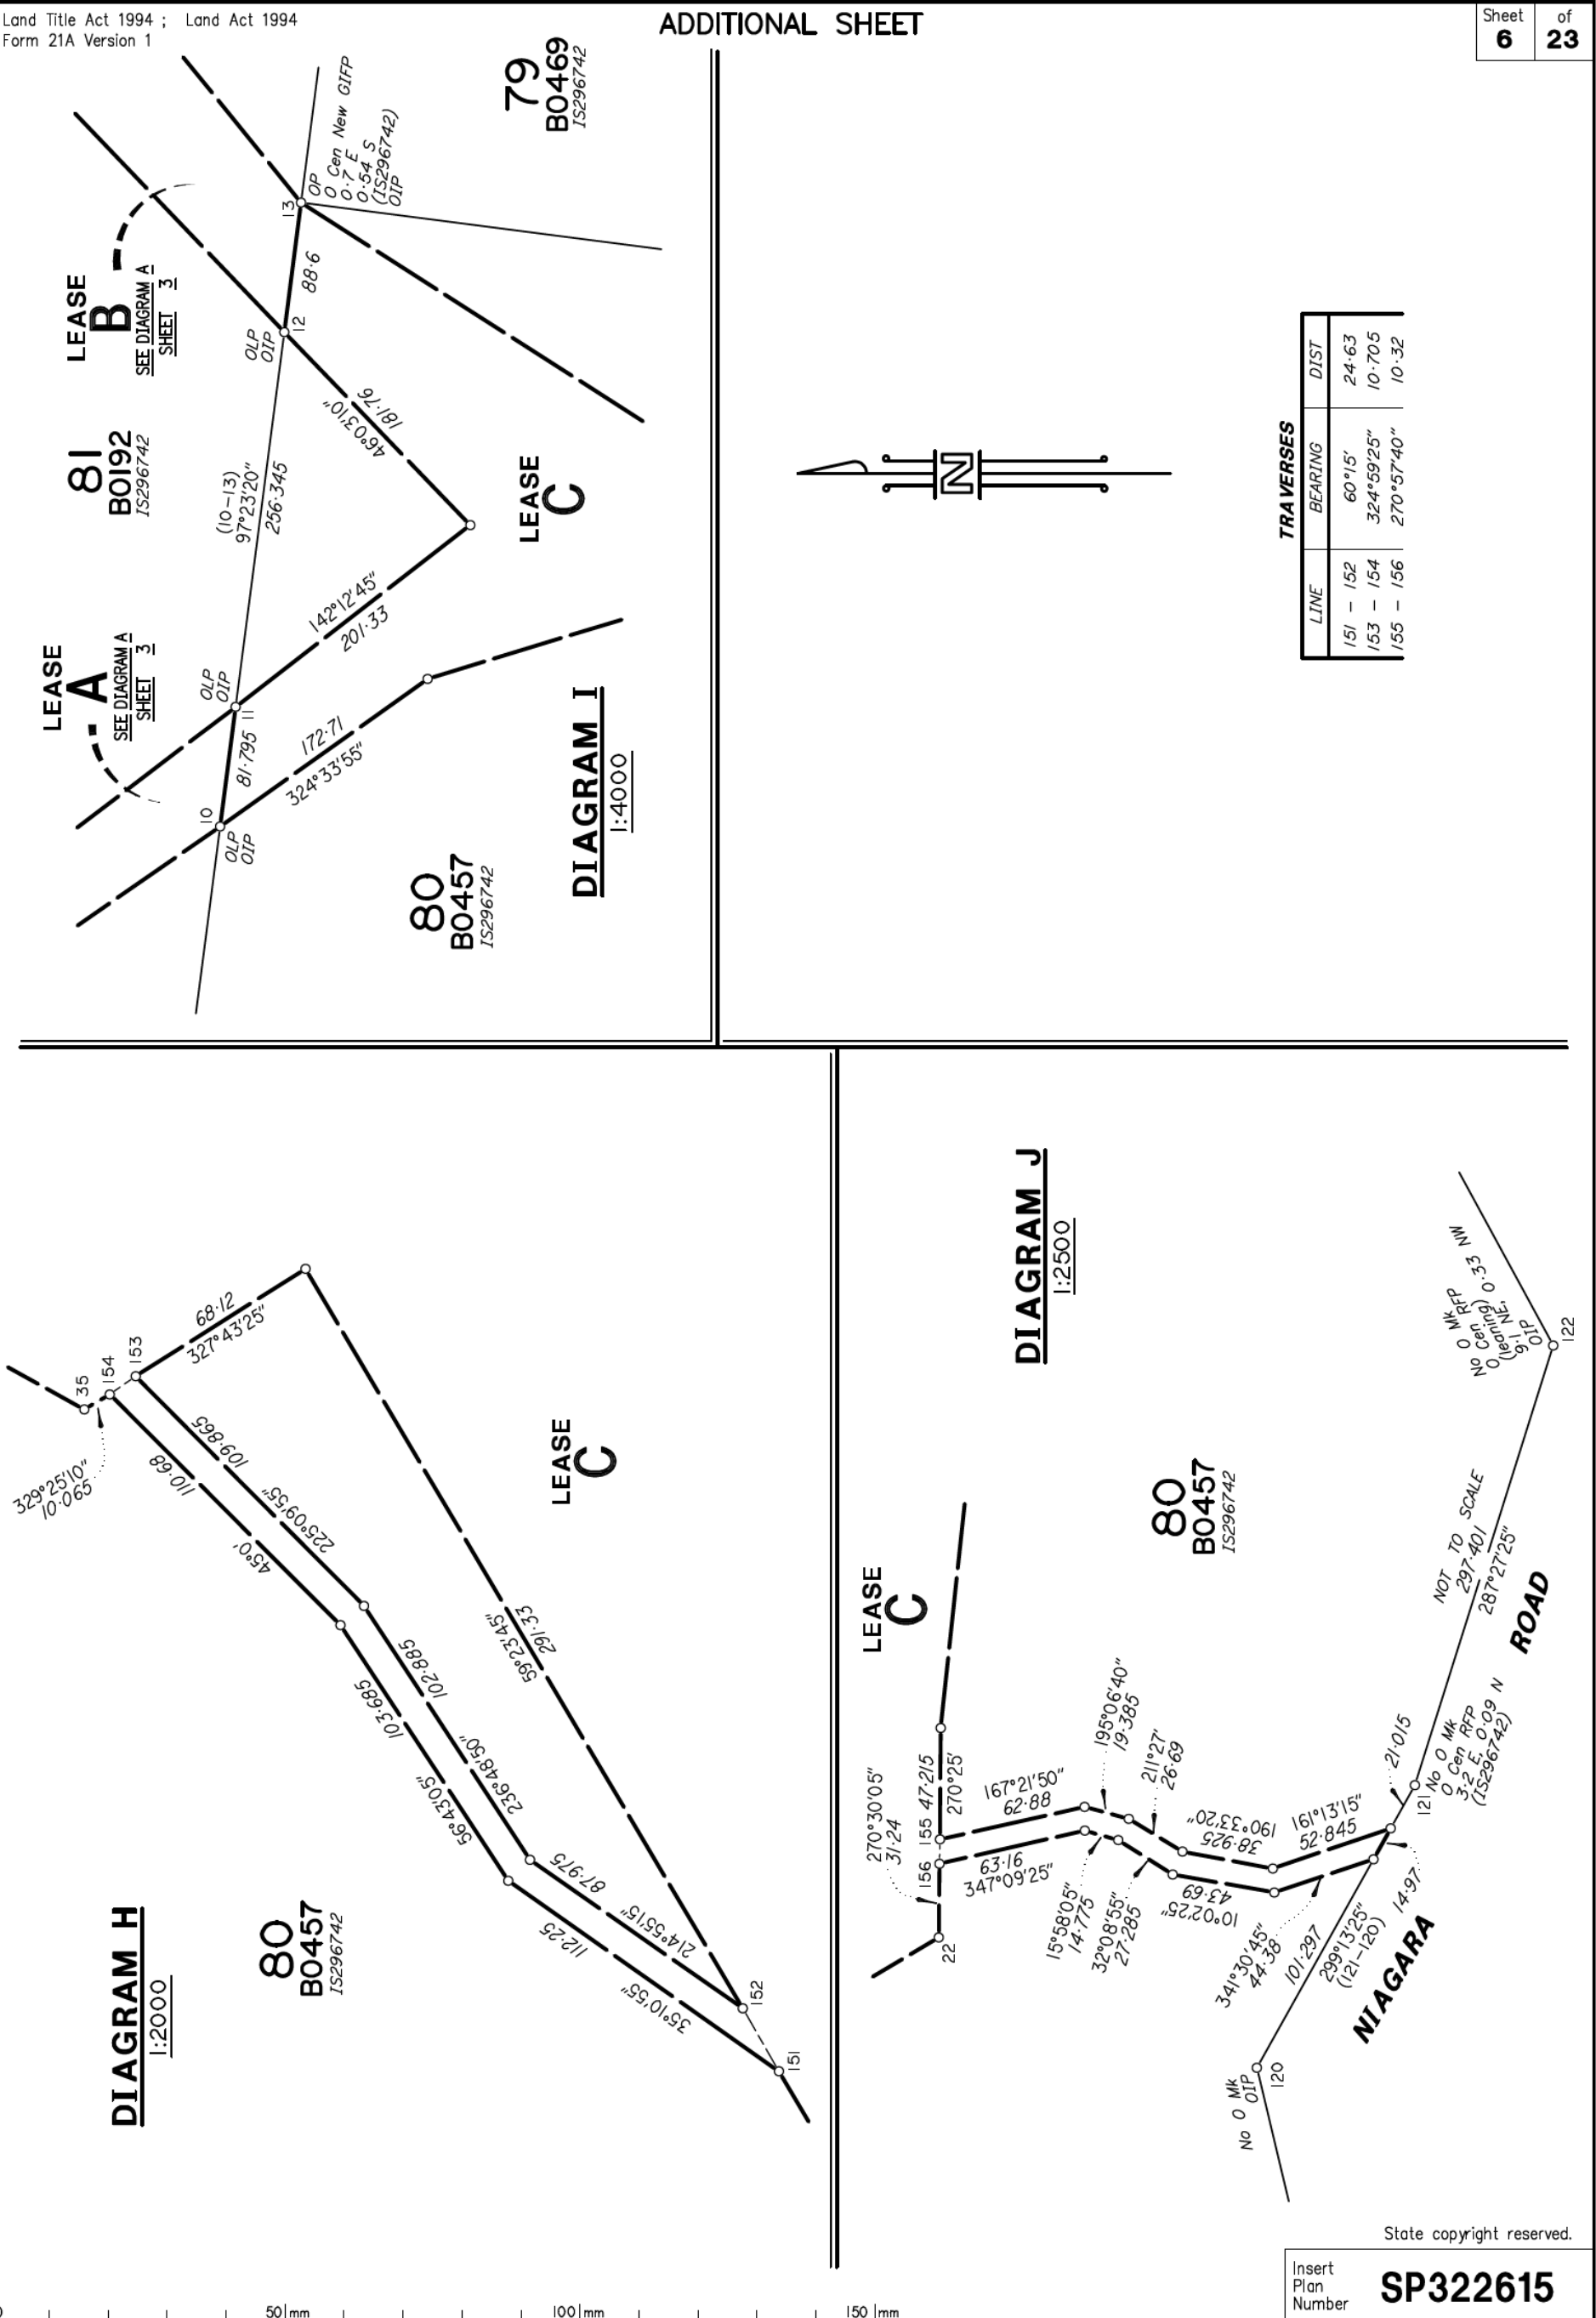 Land Title Act 1994 ; Land Act 1994
Form 21A Version 1
ADDITIONAL SHEET
Sheet
6
of
23
LEASE
A
SEE DIAGRAM A
SHEET 3
LEASE
B
SEE DIAGRAM A
SHEET 3
81
BO192
IS296742
79
BO469
IS296742
OP
O Cen New GIFP
0·7 E
0·54 S
(IS296742)
OIP
13
88·6
12
OLP
OIP
(10-13)
97°23'20"
256·345
46°03'10"
181·76
OLP
OIP
11
142°12'45"
201·33
81·795
10
OLP
OIP
172·71
324°33'55"
LEASE
C
80
BO457
IS296742
DIAGRAM I
1:4000
N
TRAVERSES
LINE BEARING DIST
151 - 152 60°15' 24·63
153 - 154 324°59'25" 10·705
155 - 156 270°57'40" 10·32
DIAGRAM H
1:2000
80
BO457
IS296742
329°25'10"
10·065
35
154
153
68·12
327°43'25"
110·68
45°0'
109·865
225°09'55"
103·685
56°43'05"
102·885
236°48'50"
59°23'45"
291·33
87·975
214°55'15"
112·25
35°10'55"
152
151
LEASE
C
DIAGRAM J
1:2500
LEASE
C
80
BO457
IS296742
270°30'05"
31·24
22
156
155
47·215
270°25'
167°21'50"
62·88
63·16
347°09'25"
195°06'40"
19·385
211°27'
26·69
15°58'05"
14·775
32°08'55"
27·285
190°33'20"
38·925
43·69
10°02'25"
161°13'15"
52·845
341°30'45"
44·38
101·297
299°13'25"
(121-120)
14·97
21·015
121
No O Mk
O Cen RFP
3·2 E, 0·09 N
(IS296742)
NOT TO SCALE
297·401
287°27'25"
No O Mk
No Cen RFP
O (leaning) 0·33 NW
9·1 NE,
OIP
122
No O Mk
OIP
120
NIAGARA
ROAD
State copyright reserved.
Insert
Plan
Number
SP322615
0
50 mm
100 mm
150 mm